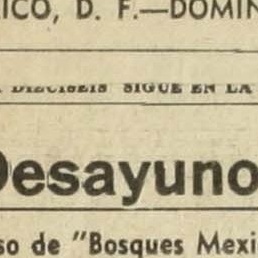 ICO, D. F.—DOMIN
DIECISEIS SIGUE EN LA
Desayuno
so de "Bosques Mexi